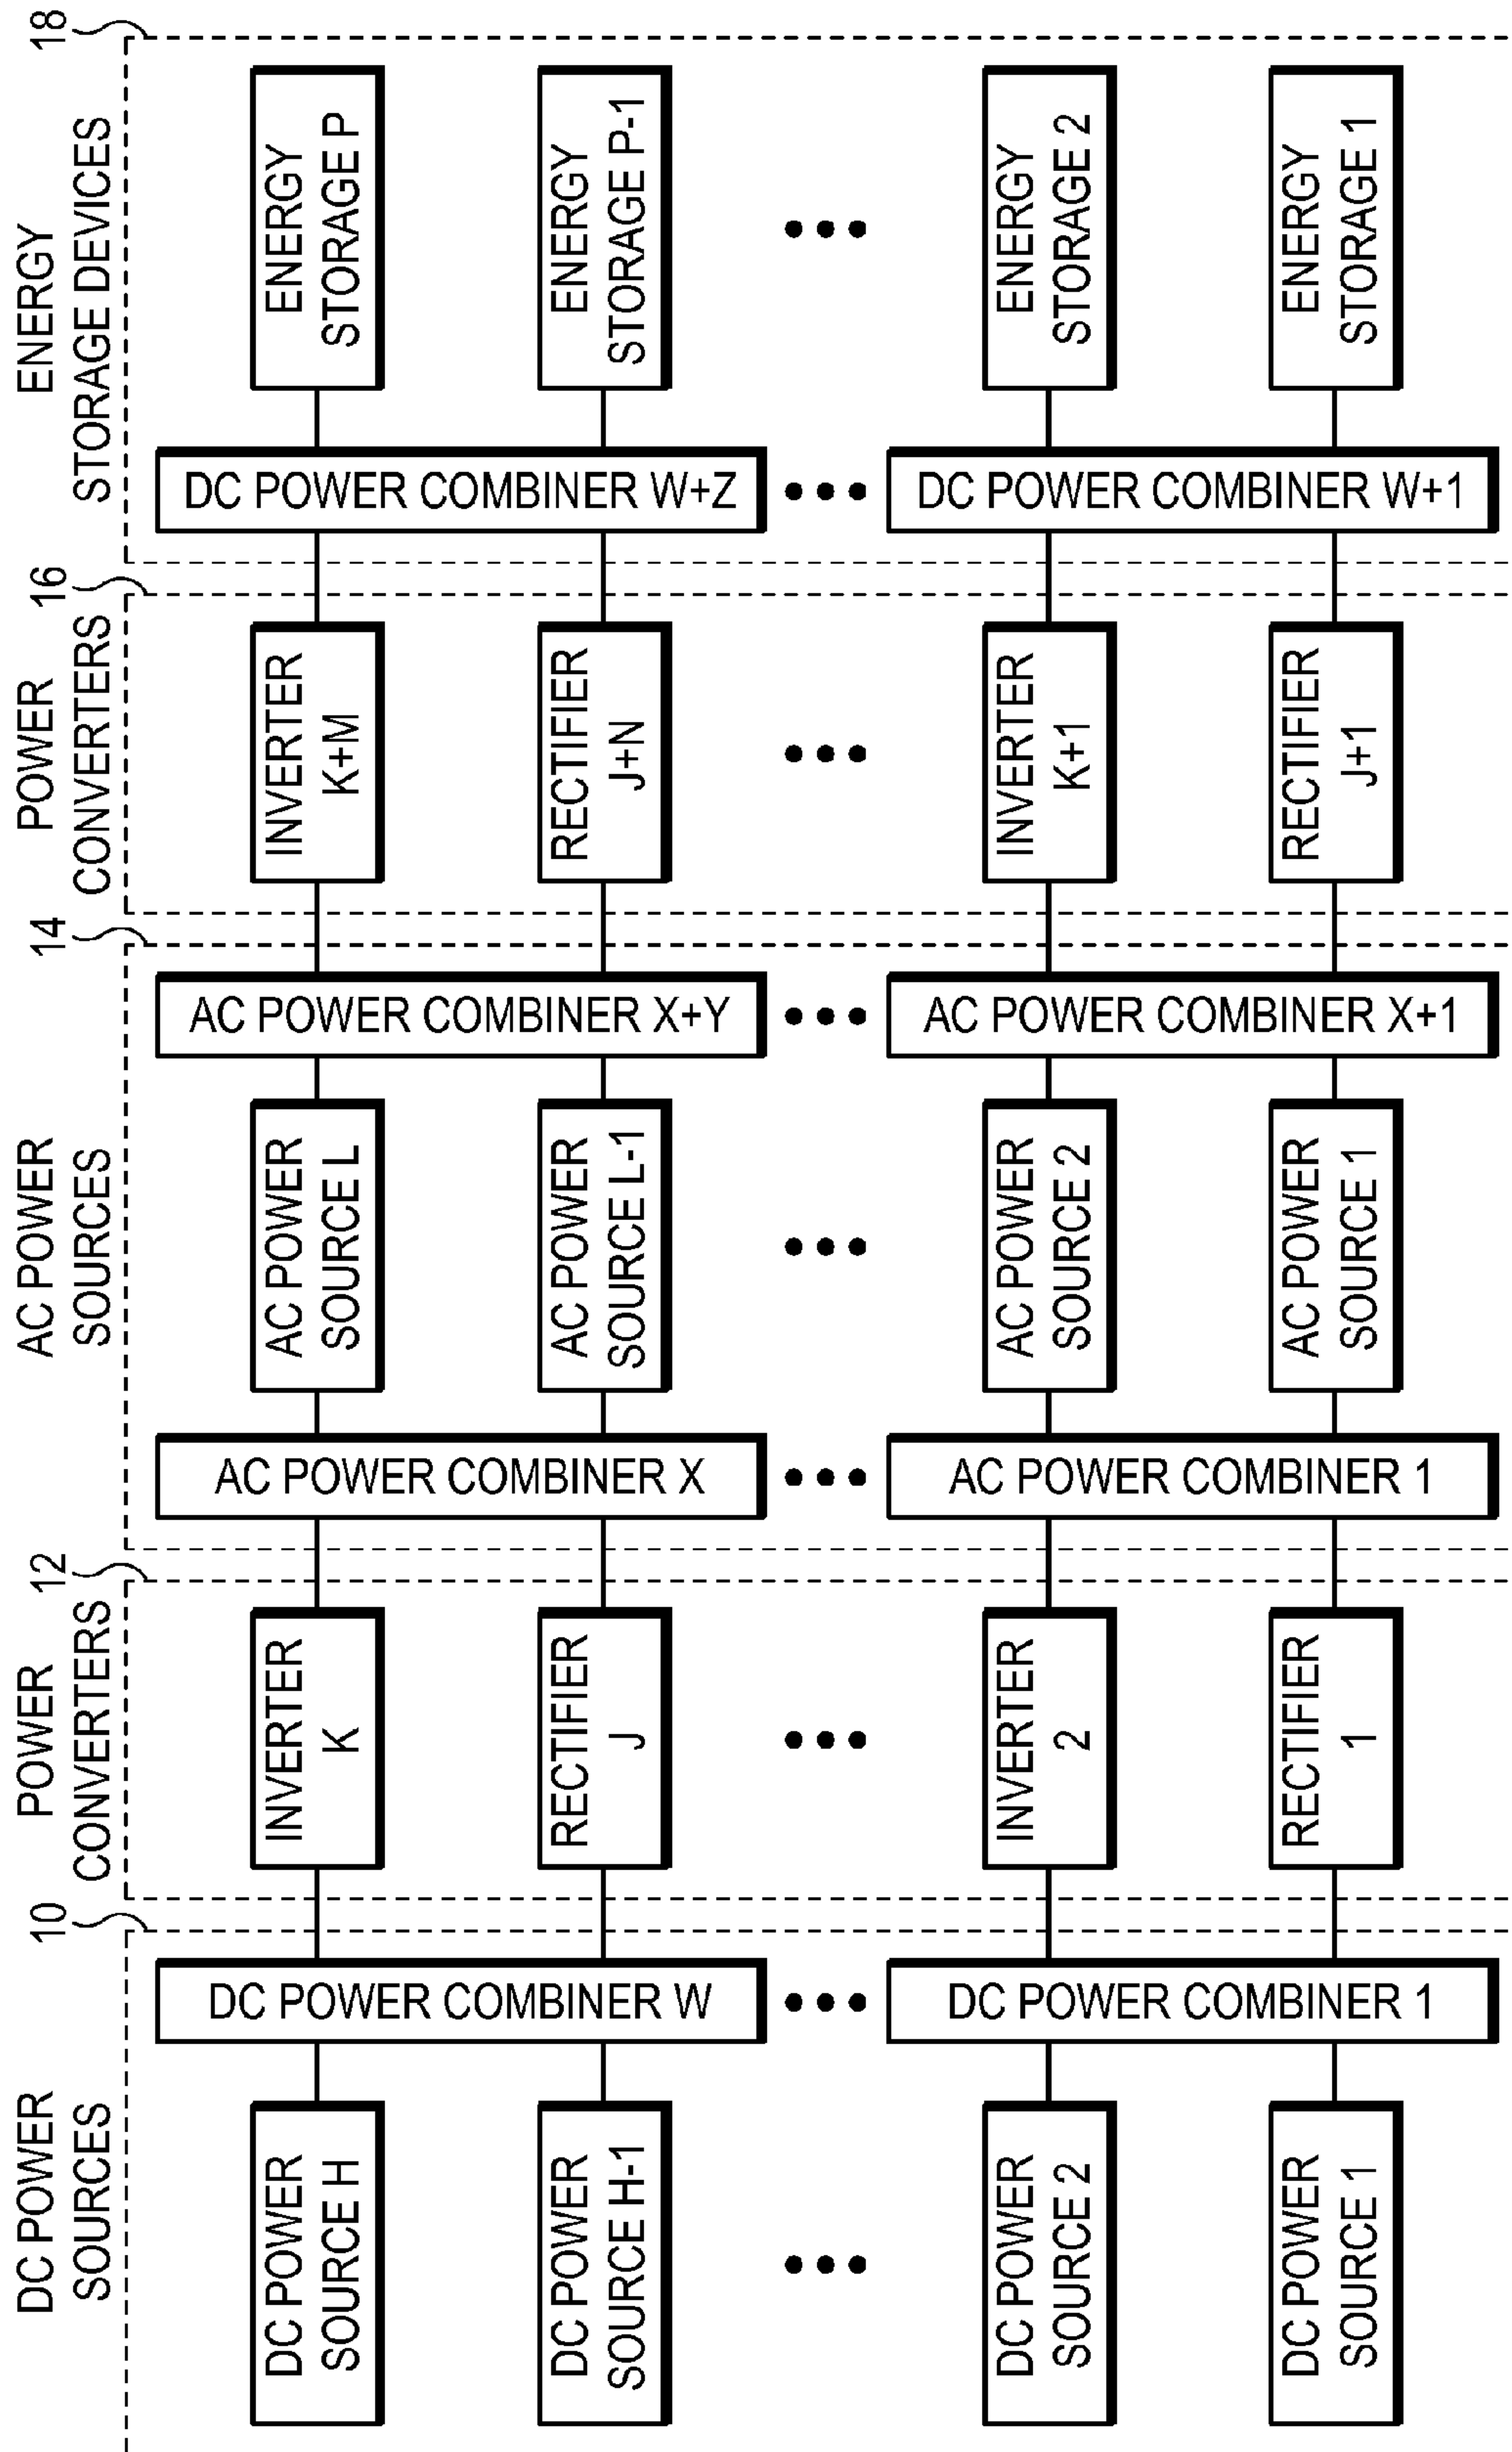 DC POWER
SOURCES
10
POWER
CONVERTERS
12
AC POWER
SOURCES
14
POWER
CONVERTERS
16
ENERGY
STORAGE DEVICES
18
DC POWER
SOURCE H
DC POWER
SOURCE H-1
DC POWER
SOURCE 2
DC POWER
SOURCE 1
DC POWER COMBINER W
DC POWER COMBINER 1
INVERTER
K
RECTIFIER
J
INVERTER
2
RECTIFIER
1
AC POWER COMBINER X
AC POWER COMBINER 1
AC POWER
SOURCE L
AC POWER
SOURCE L-1
AC POWER
SOURCE 2
AC POWER
SOURCE 1
AC POWER COMBINER X+Y
AC POWER COMBINER X+1
INVERTER
K+M
RECTIFIER
J+N
INVERTER
K+1
RECTIFIER
J+1
DC POWER COMBINER W+Z
DC POWER COMBINER W+1
ENERGY
STORAGE P
ENERGY
STORAGE P-1
ENERGY
STORAGE 2
ENERGY
STORAGE 1